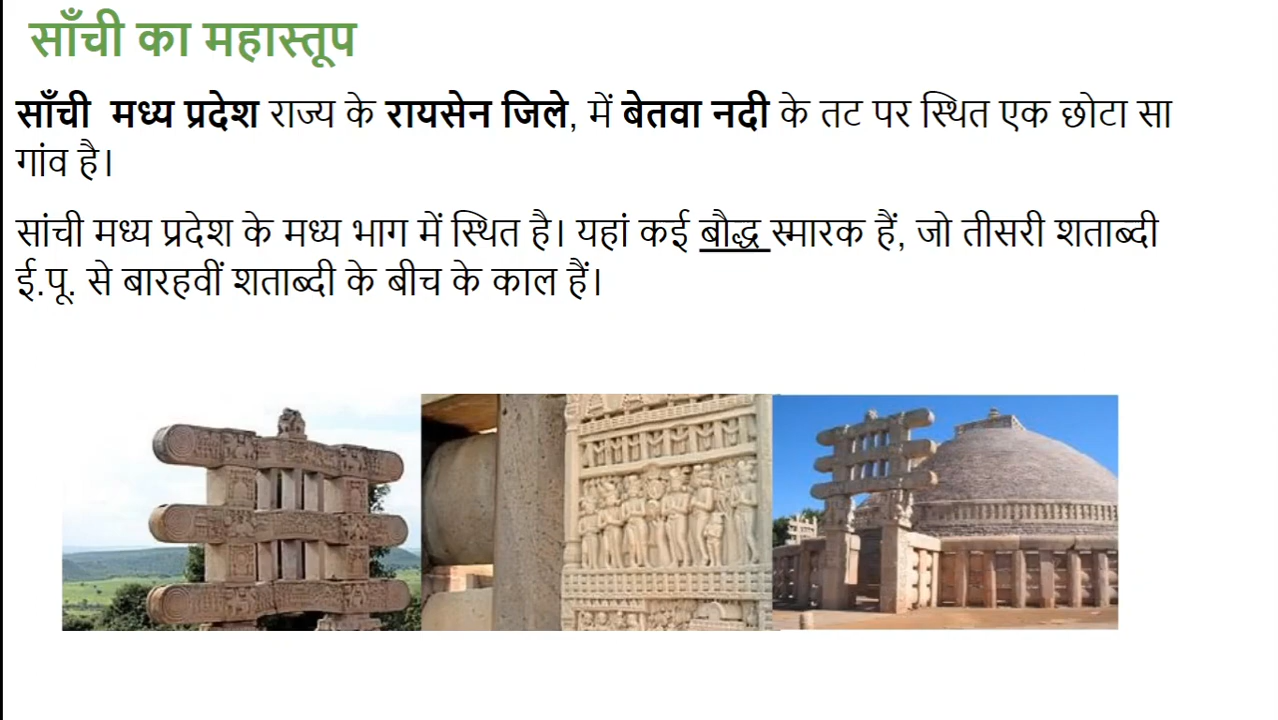 साँची का महास्तूप
साँची मध्य प्रदेश राज्य के रायसेन जिले, में बेतवा नदी के तट पर स्थित एक छोटा सा
गांव है।
सांची मध्य प्रदेश के मध्य भाग में स्थित है। यहां कई बौद्ध स्मारक हैं, जो तीसरी शताब्दी
ई.पू. से बारहवीं शताब्दी के बीच के काल हैं।